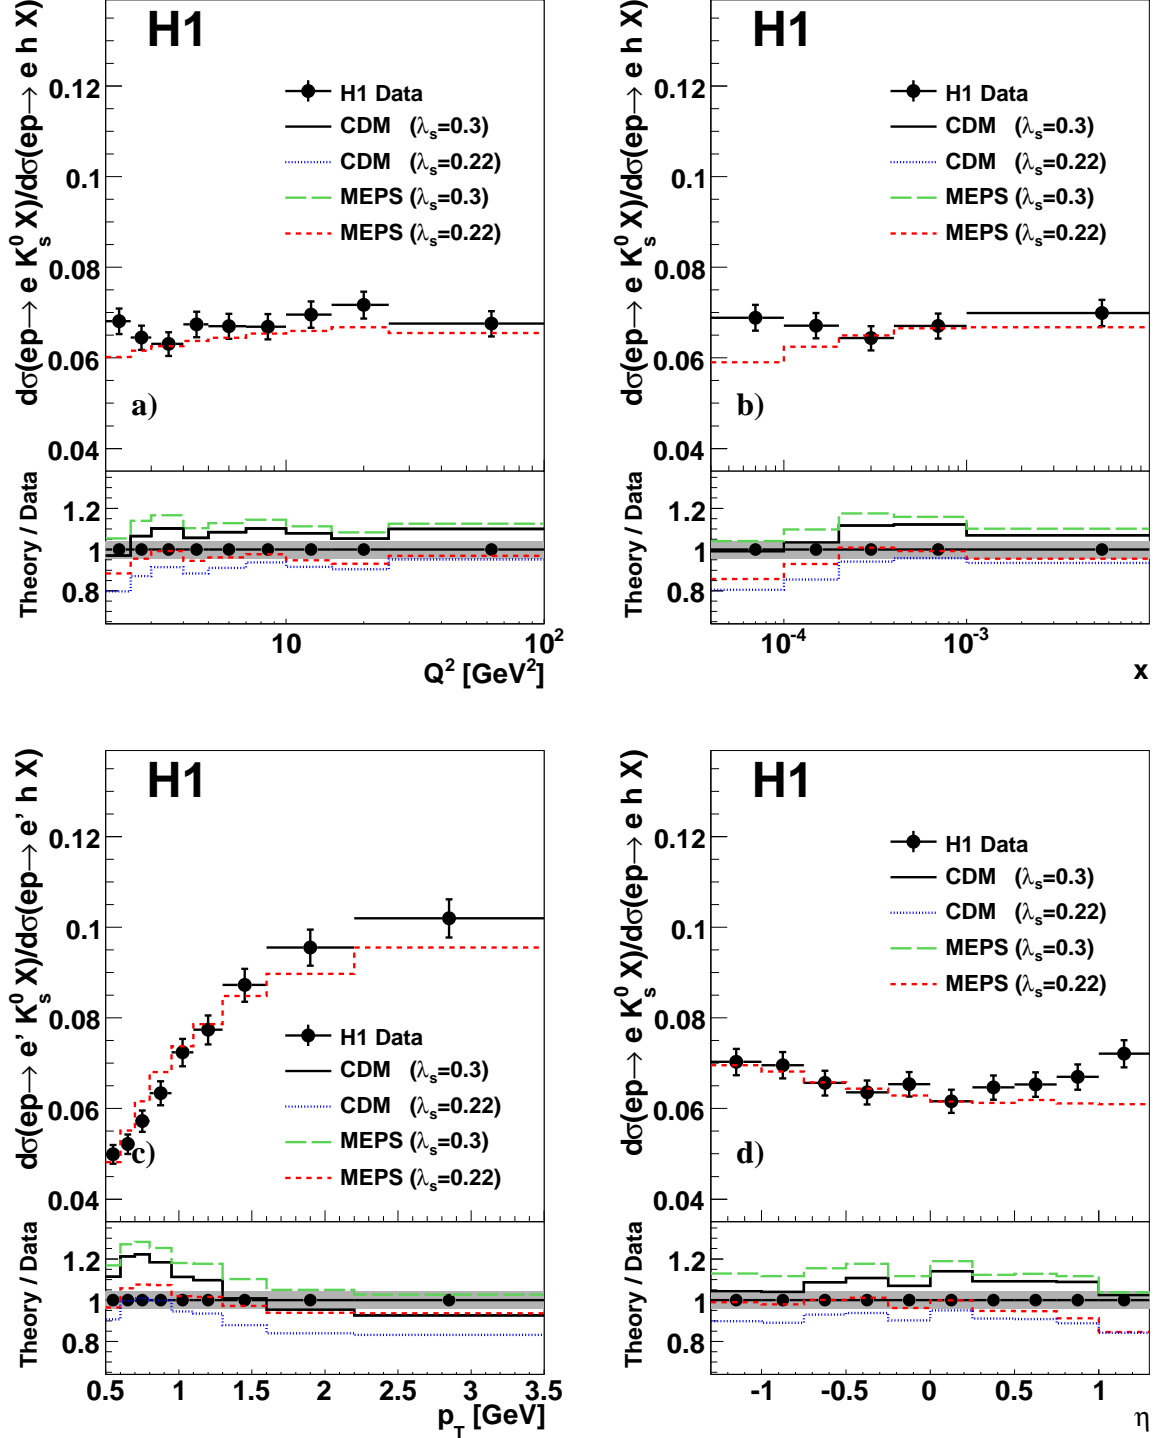 H1
dσ(ep→ e K⁰ₛ X)/dσ(ep→ e h X)
0.12
0.1
0.08
0.06
0.04
H1 Data
CDM (λₛ=0.3)
CDM (λₛ=0.22)
MEPS (λₛ=0.3)
MEPS (λₛ=0.22)
a)
Theory / Data
1.2
1
0.8
10
10²
Q² [GeV²]
H1
dσ(ep→ e K⁰ₛ X)/dσ(ep→ e h X)
0.12
0.1
0.08
0.06
0.04
H1 Data
CDM (λₛ=0.3)
CDM (λₛ=0.22)
MEPS (λₛ=0.3)
MEPS (λₛ=0.22)
b)
Theory / Data
1.2
1
0.8
10⁻⁴
10⁻³
x
H1
dσ(ep→ e' K⁰ₛ X)/dσ(ep→ e' h X)
0.12
0.1
0.08
0.06
0.04
H1 Data
CDM (λₛ=0.3)
CDM (λₛ=0.22)
MEPS (λₛ=0.3)
MEPS (λₛ=0.22)
c)
Theory / Data
1.2
1
0.8
0.5 1 1.5 2 2.5 3 3.5
p_T [GeV]
H1
dσ(ep→ e K⁰ₛ X)/dσ(ep→ e h X)
0.12
0.1
0.08
0.06
0.04
H1 Data
CDM (λₛ=0.3)
CDM (λₛ=0.22)
MEPS (λₛ=0.3)
MEPS (λₛ=0.22)
d)
Theory / Data
1.2
1
0.8
-1 -0.5 0 0.5 1
η